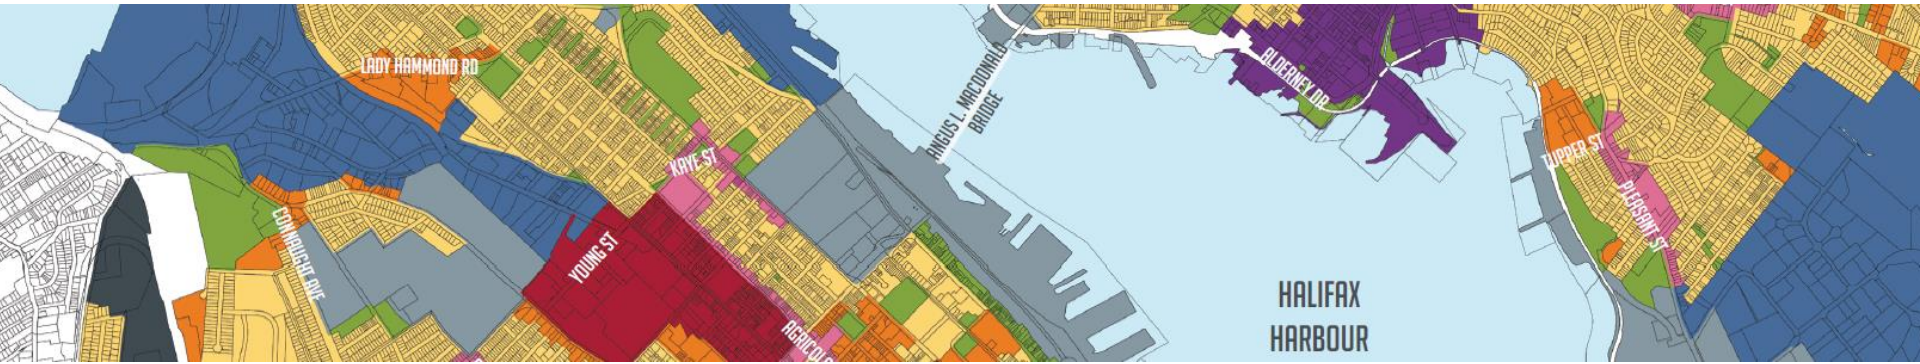 LADY HAMMOND RD
ANGUS L. MACDONALD
BRIDGE
ALDERNEY DR
KAYE ST
TUPPER ST
PLEASANT ST
CONNAUGHT AVE
YOUNG ST
HALIFAX
HARBOUR